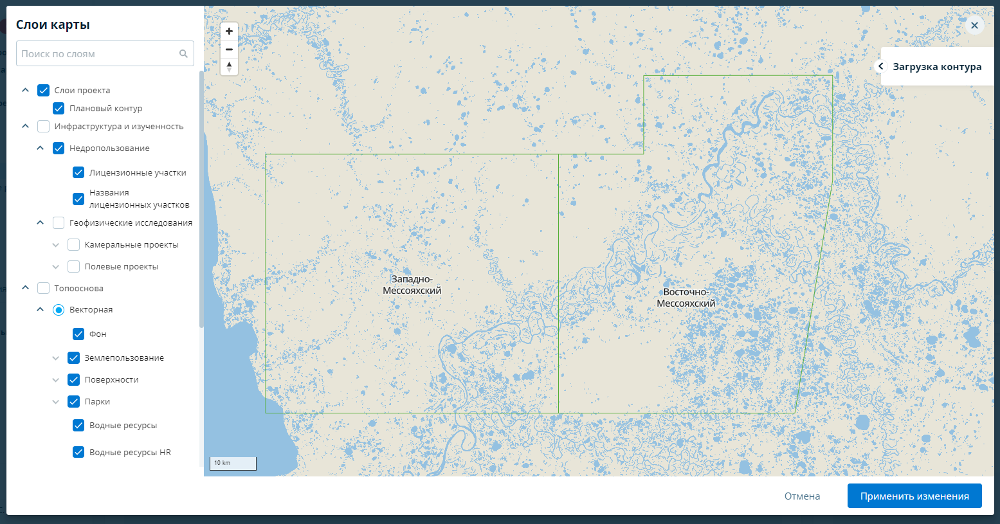 Слои карты
Поиск по слоям
Слои проекта
Плановый контур
Инфраструктура и изученность
Недропользование
Лицензионные участки
Названия
лицензионных участков
Геофизические исследования
Камеральные проекты
Полевые проекты
Топооснова
Векторная
Фон
Землепользование
Поверхности
Парки
Водные ресурсы
Водные ресурсы HR
Загрузка контура
Западно-
Мессояхский
Восточно-
Мессояхский
10 km
Отмена
Применить изменения